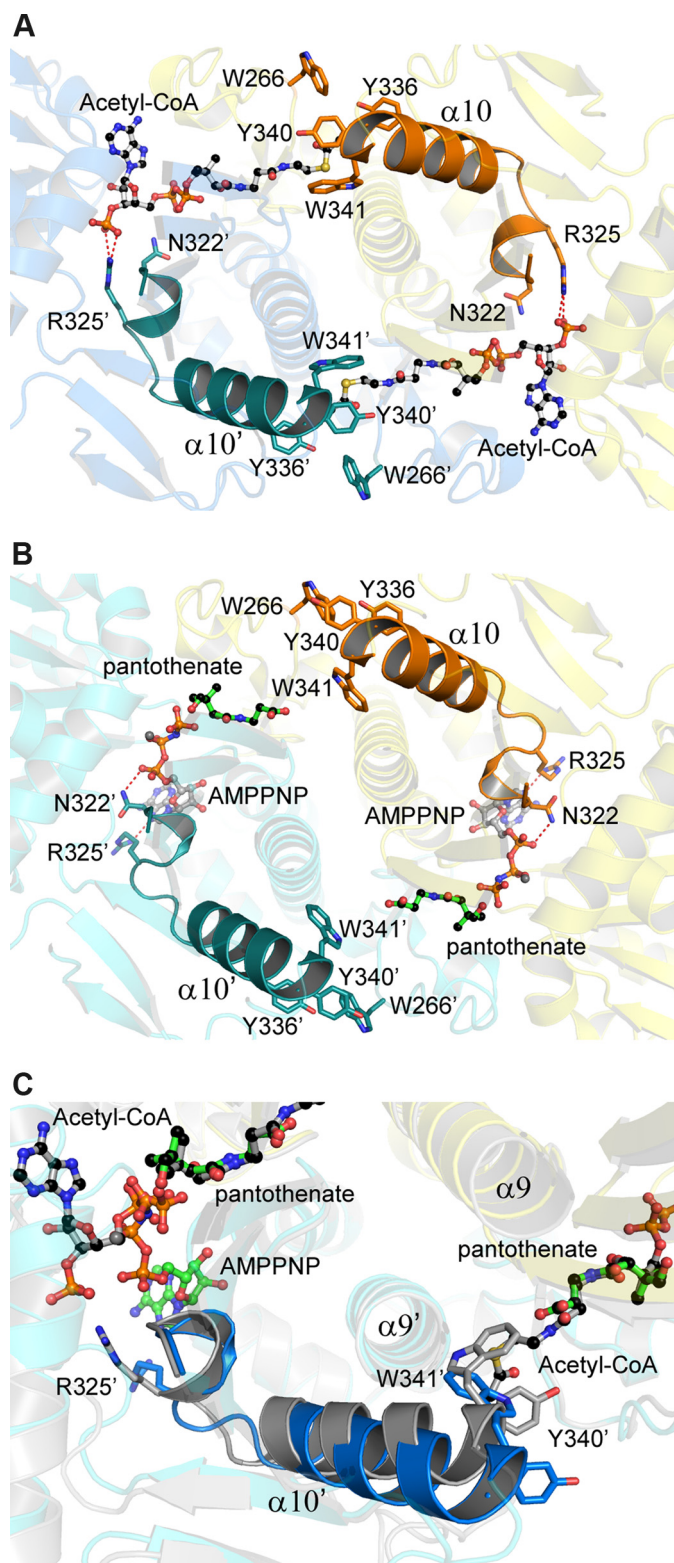 A
W266
Y336
Acetyl-CoA
Y340
α10
W341
R325
N322’
N322
R325’
W341’
Y340’
α10’
Y336’
Acetyl-CoA
W266’
B
W266
Y336
Y340
α10
pantothenate
W341
R325
AMPPNP
AMPPNP
N322’
N322
R325’
pantothenate
W341’
Y340’
α10’
W266’
Y336’
C
Acetyl-CoA
α9
pantothenate
pantothenate
AMPPNP
α9’
Acetyl-CoA
W341’
R325’
Y340’
α10’